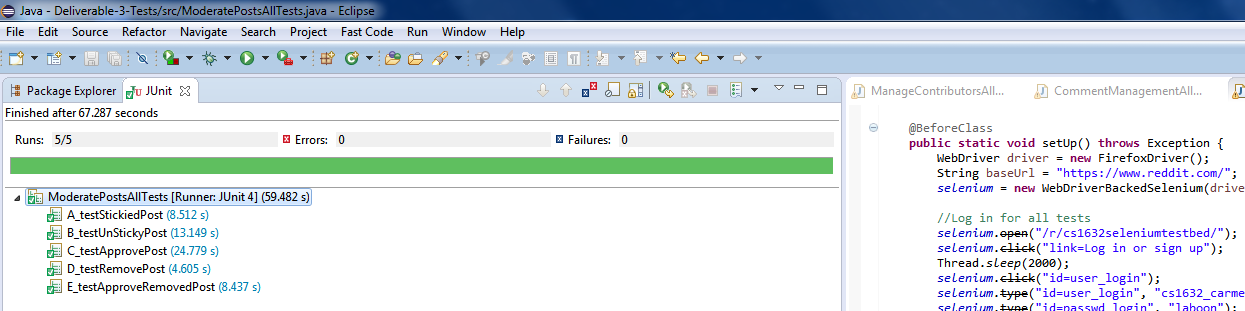 Java - Deliverable-3-Tests/src/ModeratePostsAllTests.java - Eclipse
File Edit Source Refactor Navigate Search Project Fast Code Run Window Help
Package Explorer JUnit
Finished after 67.287 seconds
Runs: 5/5 Errors: 0 Failures: 0
ModeratePostsAllTests [Runner: JUnit 4] (59.482 s)
A_testStickiedPost (8.512 s)
B_testUnStickyPost (13.149 s)
C_testApprovePost (24.779 s)
D_testRemovePost (4.605 s)
E_testApproveRemovedPost (8.437 s)
ManageContributorsAll... CommentManagementAll...
@BeforeClass
public static void setUp() throws Exception {
WebDriver driver = new FirefoxDriver();
String baseUrl = "https://www.reddit.com/";
selenium = new WebDriverBackedSelenium(drive
//Log in for all tests
selenium.open("/r/cs1632seleniumtestbed/");
selenium.click("link=Log in or sign up");
Thread.sleep(2000);
selenium.click("id=user_login");
selenium.type("id=user_login", "cs1632_carme
selenium.type("id=passwd_login", "laboon");